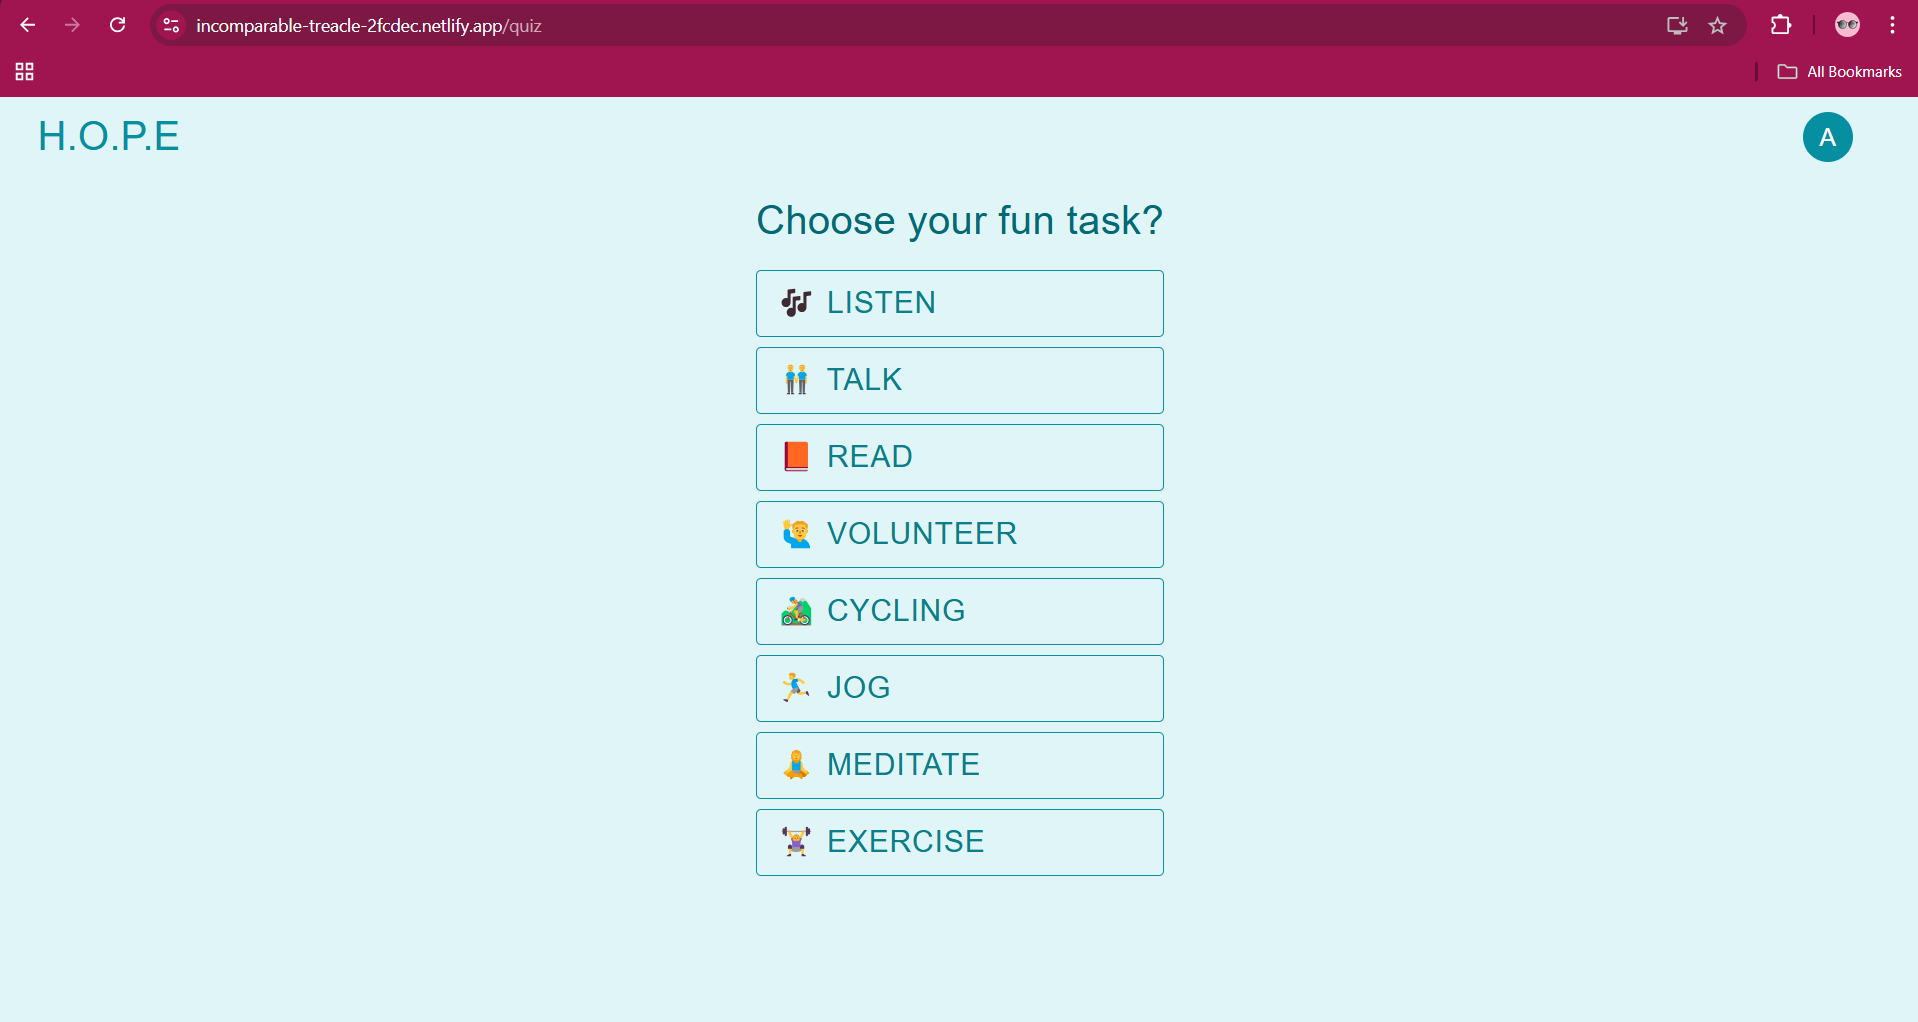 incomparable-treacle-2fcdec.netlify.app/quiz
All Bookmarks
H.O.P.E
A
Choose your fun task?
🎶 LISTEN
👬 TALK
📕 READ
🙋‍♂️ VOLUNTEER
🚵 CYCLING
🏃‍♂️ JOG
🧘 MEDITATE
🏋️‍♀️ EXERCISE